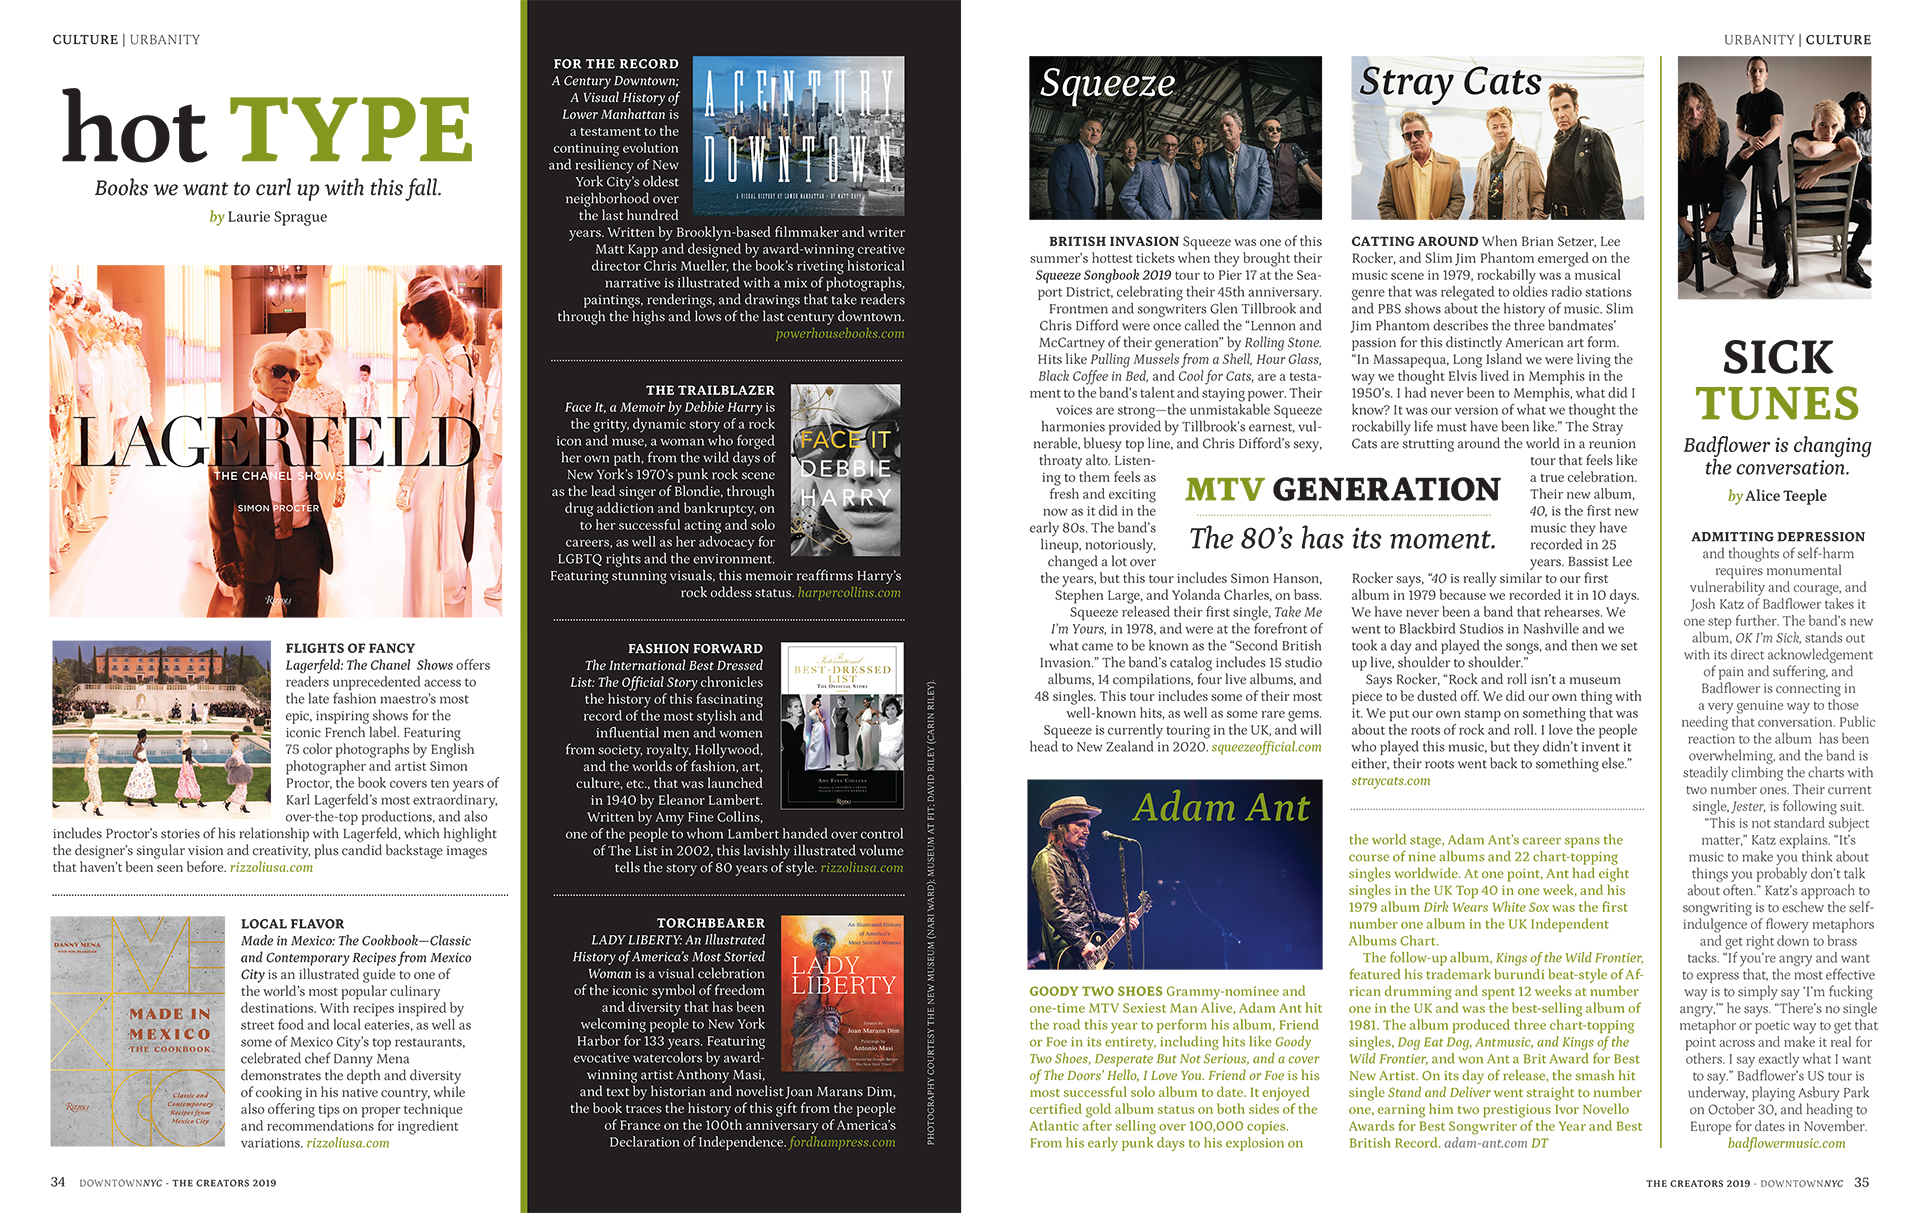 CULTURE | URBANITY
hot TYPE
Books we want to curl up with this fall.
by Laurie Sprague
LAGERFELD
THE CHANEL SHOWS
SIMON PROCTER
Rizzoli
FLIGHTS OF FANCY
Lagerfeld: The Chanel Shows offers
readers unprecedented access to
the late fashion maestro's most
epic, inspiring shows for the
iconic French label. Featuring
75 color photographs by English
photographer and artist Simon
Proctor, the book covers ten years of
Karl Lagerfeld's most extraordinary,
over-the-top productions, and also
includes Proctor's stories of his relationship with Lagerfeld, which highlight
the designer's singular vision and creativity, plus candid backstage images
that haven't been seen before. rizzoliusa.com
DANNY MENA
MADE IN
MEXICO
THE COOKBOOK
Classic and
Contemporary
Recipes from
Mexico City
Rizzoli
LOCAL FLAVOR
Made in Mexico: The Cookbook—Classic
and Contemporary Recipes from Mexico
City is an illustrated guide to one of
the world's most popular culinary
destinations. With recipes inspired by
street food and local eateries, as well as
some of Mexico City's top restaurants,
celebrated chef Danny Mena
demonstrates the depth and diversity
of cooking in his native country, while
also offering tips on proper technique
and recommendations for ingredient
variations. rizzoliusa.com
34 DOWNTOWNNYC - THE CREATORS 2019
FOR THE RECORD
A Century Downtown;
A Visual History of
Lower Manhattan is
a testament to the
continuing evolution
and resiliency of New
York City's oldest
neighborhood over
the last hundred
years. Written by Brooklyn-based filmmaker and writer
Matt Kapp and designed by award-winning creative
director Chris Mueller, the book's riveting historical
narrative is illustrated with a mix of photographs,
paintings, renderings, and drawings that take readers
through the highs and lows of the last century downtown.
powerhousebooks.com
A CENTURY
DOWNTOWN
A VISUAL HISTORY OF LOWER MANHATTAN - BY MATT KAPP
THE TRAILBLAZER
Face It, a Memoir by Debbie Harry is
the gritty, dynamic story of a rock
icon and muse, a woman who forged
her own path, from the wild days of
New York's 1970's punk rock scene
as the lead singer of Blondie, through
drug addiction and bankruptcy, on
to her successful acting and solo
careers, as well as her advocacy for
LGBTQ rights and the environment.
Featuring stunning visuals, this memoir reaffirms Harry's
rock oddess status. harpercollins.com
FACE IT
DEBBIE
HARRY
FASHION FORWARD
The International Best Dressed
List: The Official Story chronicles
the history of this fascinating
record of the most stylish and
influential men and women
from society, royalty, Hollywood,
and the worlds of fashion, art,
culture, etc., that was launched
in 1940 by Eleanor Lambert.
Written by Amy Fine Collins,
one of the people to whom Lambert handed over control
of The List in 2002, this lavishly illustrated volume
tells the story of 80 years of style. rizzoliusa.com
The
International
BEST-DRESSED
LIST
THE OFFICIAL STORY
AMY FINE COLLINS
Rizzoli
TORCHBEARER
LADY LIBERTY: An Illustrated
History of America's Most Storied
Woman is a visual celebration
of the iconic symbol of freedom
and diversity that has been
welcoming people to New York
Harbor for 133 years. Featuring
evocative watercolors by award-
winning artist Anthony Masi,
and text by historian and novelist Joan Marans Dim,
the book traces the history of this gift from the people
of France on the 100th anniversary of America's
Declaration of Independence. fordhampress.com
An Illustrated History
of America's
Most Storied Woman
LADY
LIBERTY
Essays by
Joan Marans Dim
Paintings by
Antonio Masi
PHOTOGRAPHY COURTESY THE NEW MUSEUM (NARI WARD); MUSEUM AT FIT; DAVID RILEY (CARIN RILEY).
URBANITY | CULTURE
Squeeze
BRITISH INVASION Squeeze was one of this
summer's hottest tickets when they brought their
Squeeze Songbook 2019 tour to Pier 17 at the Sea-
port District, celebrating their 45th anniversary.
Frontmen and songwriters Glen Tillbrook and
Chris Difford were once called the "Lennon and
McCartney of their generation" by Rolling Stone.
Hits like Pulling Mussels from a Shell, Hour Glass,
Black Coffee in Bed, and Cool for Cats, are a testa-
ment to the band's talent and staying power. Their
voices are strong—the unmistakable Squeeze
harmonies provided by Tillbrook's earnest, vul-
nerable, bluesy top line, and Chris Difford's sexy,
throaty alto. Listen-
ing to them feels as
fresh and exciting
now as it did in the
early 80s. The band's
lineup, notoriously,
changed a lot over
the years, but this tour includes Simon Hanson,
Stephen Large, and Yolanda Charles, on bass.
Squeeze released their first single, Take Me
I'm Yours, in 1978, and were at the forefront of
what came to be known as the "Second British
Invasion." The band's catalog includes 15 studio
albums, 14 compilations, four live albums, and
48 singles. This tour includes some of their most
well-known hits, as well as some rare gems.
Squeeze is currently touring in the UK, and will
head to New Zealand in 2020. squeezeofficial.com
MTV GENERATION
The 80's has its moment.
Stray Cats
CATTING AROUND When Brian Setzer, Lee
Rocker, and Slim Jim Phantom emerged on the
music scene in 1979, rockabilly was a musical
genre that was relegated to oldies radio stations
and PBS shows about the history of music. Slim
Jim Phantom describes the three bandmates'
passion for this distinctly American art form.
"In Massapequa, Long Island we were living the
way we thought Elvis lived in Memphis in the
1950's. I had never been to Memphis, what did I
know? It was our version of what we thought the
rockabilly life must have been like." The Stray
Cats are strutting around the world in a reunion
tour that feels like
a true celebration.
Their new album,
40, is the first new
music they have
recorded in 25
years. Bassist Lee
Rocker says, "40 is really similar to our first
album in 1979 because we recorded it in 10 days.
We have never been a band that rehearses. We
went to Blackbird Studios in Nashville and we
took a day and played the songs, and then we set
up live, shoulder to shoulder."
Says Rocker, "Rock and roll isn't a museum
piece to be dusted off. We did our own thing with
it. We put our own stamp on something that was
about the roots of rock and roll. I love the people
who played this music, but they didn't invent it
either, their roots went back to something else."
straycats.com
Adam Ant
GOODY TWO SHOES Grammy-nominee and
one-time MTV Sexiest Man Alive, Adam Ant hit
the road this year to perform his album, Friend
or Foe in its entirety, including hits like Goody
Two Shoes, Desperate But Not Serious, and a cover
of The Doors' Hello, I Love You. Friend or Foe is his
most successful solo album to date. It enjoyed
certified gold album status on both sides of the
Atlantic after selling over 100,000 copies.
From his early punk days to his explosion on
the world stage, Adam Ant's career spans the
course of nine albums and 22 chart-topping
singles worldwide. At one point, Ant had eight
singles in the UK Top 40 in one week, and his
1979 album Dirk Wears White Sox was the first
number one album in the UK Independent
Albums Chart.
The follow-up album, Kings of the Wild Frontier,
featured his trademark burundi beat-style of Af-
rican drumming and spent 12 weeks at number
one in the UK and was the best-selling album of
1981. The album produced three chart-topping
singles, Dog Eat Dog, Antmusic, and Kings of the
Wild Frontier, and won Ant a Brit Award for Best
New Artist. On its day of release, the smash hit
single Stand and Deliver went straight to number
one, earning him two prestigious Ivor Novello
Awards for Best Songwriter of the Year and Best
British Record. adam-ant.com DT
SICK
TUNES
Badflower is changing
the conversation.
by Alice Teeple
ADMITTING DEPRESSION
and thoughts of self-harm
requires monumental
vulnerability and courage, and
Josh Katz of Badflower takes it
one step further. The band's new
album, OK I'm Sick, stands out
with its direct acknowledgement
of pain and suffering, and
Badflower is connecting in
a very genuine way to those
needing that conversation. Public
reaction to the album has been
overwhelming, and the band is
steadily climbing the charts with
two number ones. Their current
single, Jester, is following suit.
"This is not standard subject
matter," Katz explains. "It's
music to make you think about
things you probably don't talk
about often." Katz's approach to
songwriting is to eschew the self-
indulgence of flowery metaphors
and get right down to brass
tacks. "If you're angry and want
to express that, the most effective
way is to simply say 'I'm fucking
angry,'" he says. "There's no single
metaphor or poetic way to get that
point across and make it real for
others. I say exactly what I want
to say." Badflower's US tour is
underway, playing Asbury Park
on October 30, and heading to
Europe for dates in November.
badflowermusic.com
THE CREATORS 2019 - DOWNTOWNNYC 35